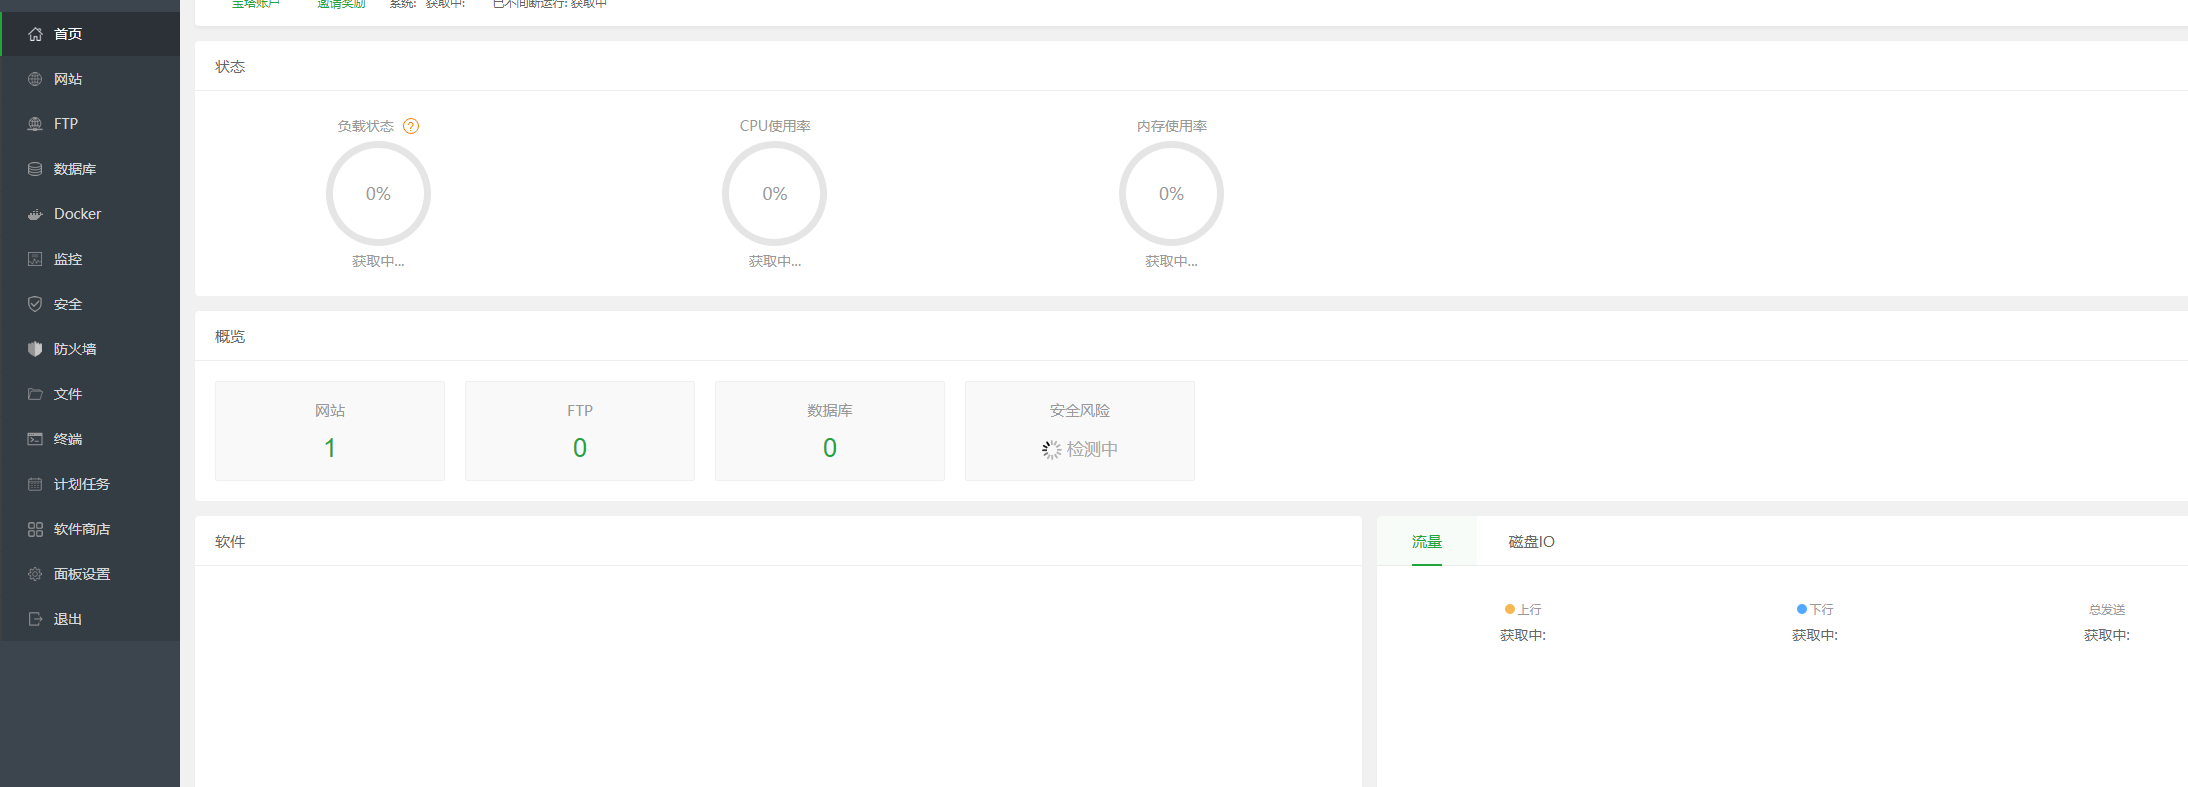 宝塔账户 邀请奖励 系统: 获取中: 已不间断运行: 获取中
首页
网站
FTP
数据库
Docker
监控
安全
防火墙
文件
终端
计划任务
软件商店
面板设置
退出
状态
负载状态 ? CPU使用率 内存使用率
0% 0% 0%
获取中... 获取中... 获取中...
概览
网站 FTP 数据库 安全风险
1 0 0 检测中
软件
流量 磁盘IO
上行 下行 总发送
获取中: 获取中: 获取中: